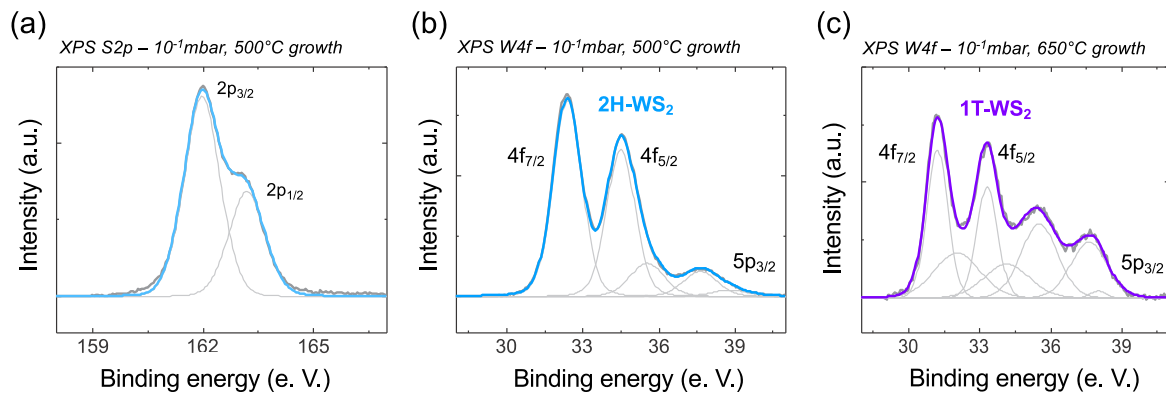 (a)
XPS S2p – 10⁻¹mbar, 500°C growth
2p₃/₂
2p₁/₂
Intensity (a.u.)
159 162 165
Binding energy (e. V.)
(b)
XPS W4f – 10⁻¹mbar, 500°C growth
2H-WS₂
4f₇/₂
4f₅/₂
5p₃/₂
Intensity (a.u.)
30 33 36 39
Binding energy (e. V.)
(c)
XPS W4f – 10⁻¹mbar, 650°C growth
1T-WS₂
4f₇/₂
4f₅/₂
5p₃/₂
Intensity (a.u.)
30 33 36 39
Binding energy (e. V.)